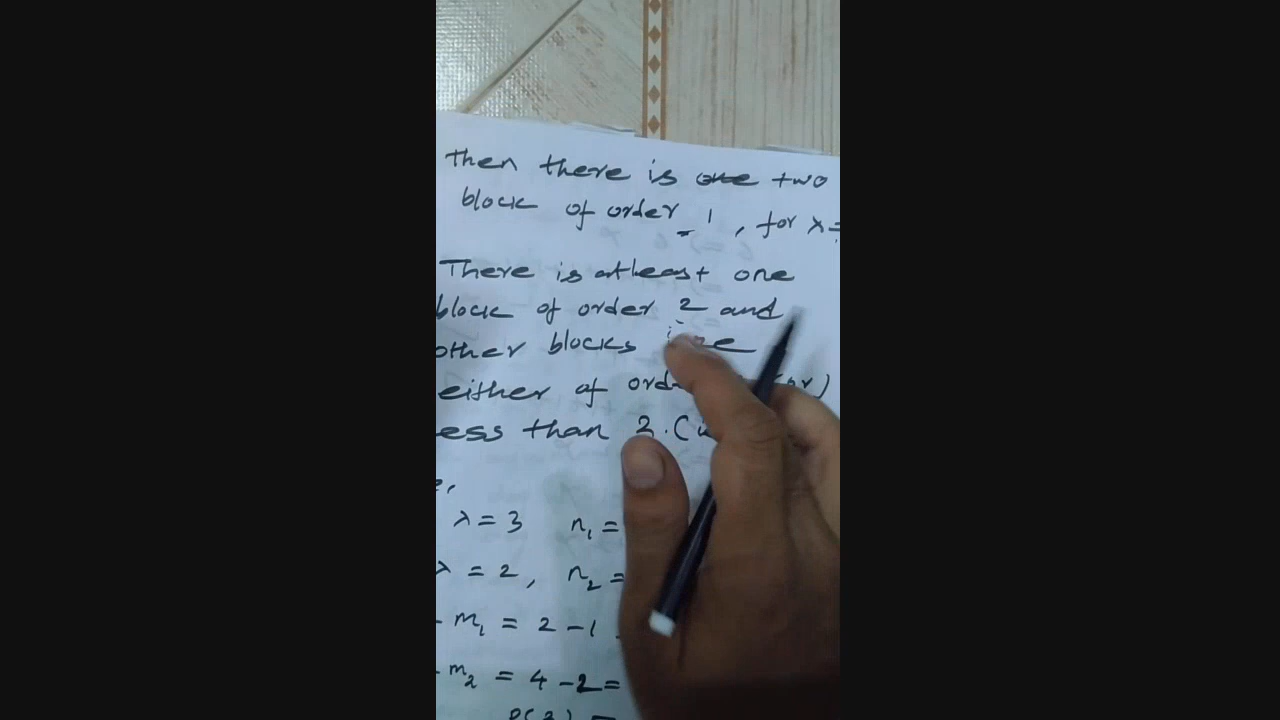 Then there is one two
block of order 1, for λ=
There is atleast one
block of order 2 and
other blocks
either of (or)
ess than 2.
λ = 3 n₁ =
λ = 2, n₂ =
- m₁ = 2 - 1
- m₂ = 4 - 2 =